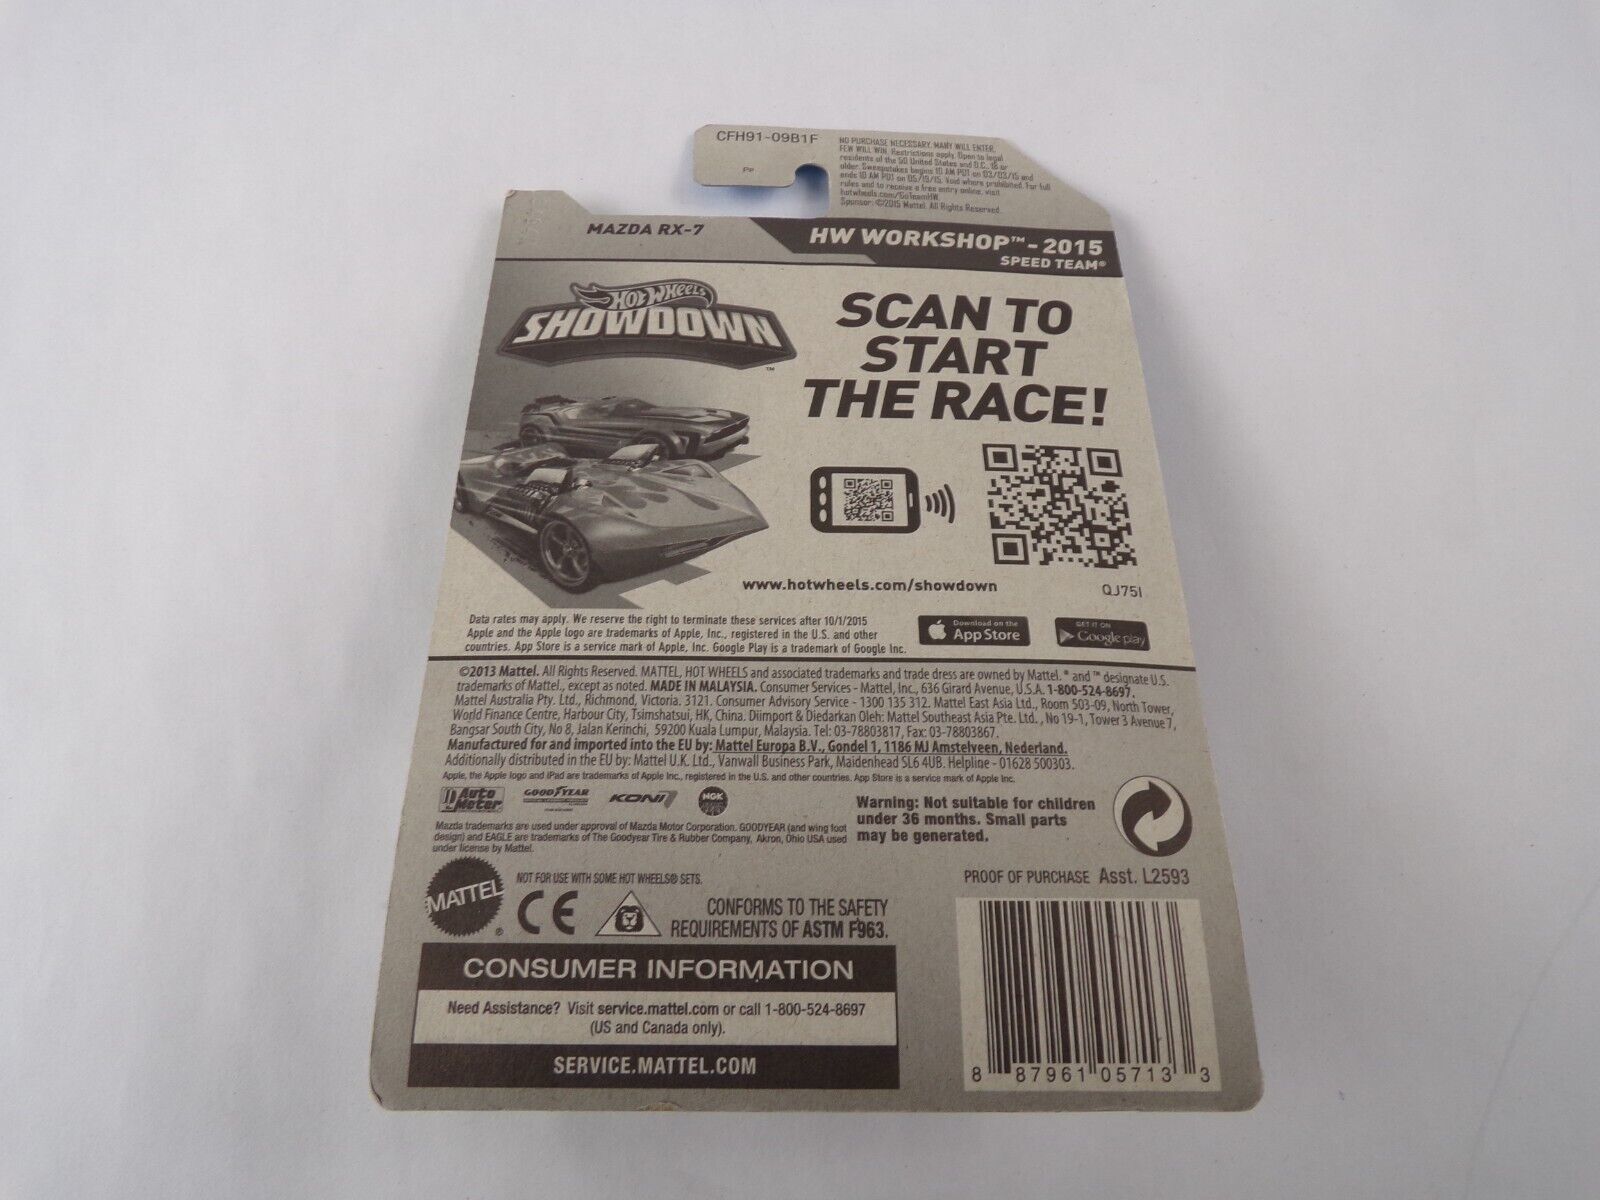 CFH91-09B1F
PP
NO PURCHASE NECESSARY. MANY WILL ENTER,
FEW WILL WIN. Restrictions apply. Open to legal
residents of the 50 United States and D.C., 18 or
older. Sweepstakes begins 10 AM PDT on 03/03/15 and
ends 10 AM PDT on 05/15/15. Void where prohibited. For full
rules and to receive a free entry online, visit
hotwheels.com/GoTeamHW.
Sponsor: ©2015 Mattel. All Rights Reserved.
MAZDA RX-7
HW WORKSHOP™ - 2015
SPEED TEAM®
HOT WHEELS
SHOWDOWN
™
SCAN TO
START
THE RACE!
www.hotwheels.com/showdown
QJ75I
Data rates may apply. We reserve the right to terminate these services after 10/1/2015
Apple and the Apple logo are trademarks of Apple, Inc., registered in the U.S. and other
countries. App Store is a service mark of Apple, Inc. Google Play is a trademark of Google Inc.
Download on the
App Store
GET IT ON
Google play
©2013 Mattel. All Rights Reserved. MATTEL, HOT WHEELS and associated trademarks and trade dress are owned by Mattel. ® and ™ designate U.S.
trademarks of Mattel., except as noted. MADE IN MALAYSIA. Consumer Services - Mattel, Inc., 636 Girard Avenue, U.S.A. 1-800-524-8697.
Mattel Australia Pty. Ltd., Richmond, Victoria. 3121. Consumer Advisory Service - 1300 135 312. Mattel East Asia Ltd., Room 503-09, North Tower,
World Finance Centre, Harbour City, Tsimshatsui, HK, China. Diimport & Diedarkan Oleh: Mattel Southeast Asia Pte. Ltd., No 19-1, Tower 3 Avenue 7,
Bangsar South City, No 8, Jalan Kerinchi, 59200 Kuala Lumpur, Malaysia. Tel: 03-78803817, Fax: 03-78803867.
Manufactured for and imported into the EU by: Mattel Europa B.V., Gondel 1, 1186 MJ Amstelveen, Nederland.
Additionally distributed in the EU by: Mattel U.K. Ltd., Vanwall Business Park, Maidenhead SL6 4UB. Helpline - 01628 500303.
Apple, the Apple logo and iPad are trademarks of Apple Inc., registered in the U.S. and other countries. App Store is a service mark of Apple Inc.
Auto Meter
GOODYEAR
KONI
NGK
Mazda trademarks are used under approval of Mazda Motor Corporation. GOODYEAR (and wing foot
design) and EAGLE are trademarks of The Goodyear Tire & Rubber Company, Akron, Ohio USA used
under license by Mattel.
Warning: Not suitable for children
under 36 months. Small parts
may be generated.
MATTEL
®
NOT FOR USE WITH SOME HOT WHEELS® SETS.
CE
CONFORMS TO THE SAFETY
REQUIREMENTS OF ASTM F963.
PROOF OF PURCHASE Asst. L2593
CONSUMER INFORMATION
Need Assistance? Visit service.mattel.com or call 1-800-524-8697
(US and Canada only).
SERVICE.MATTEL.COM
8 87961 05713 3